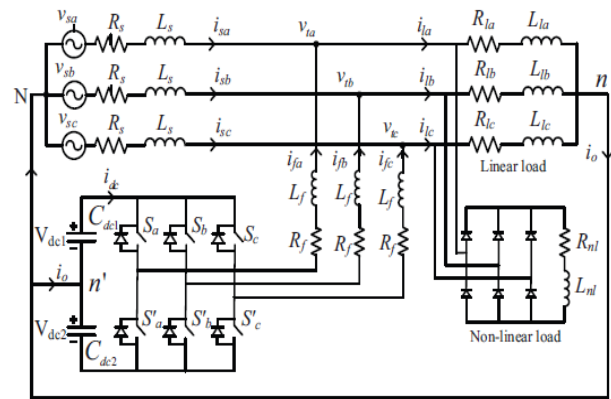 v_sa R_s L_s i_sa v_ta i_la R_la L_la
N v_sb R_s L_s i_sb v_tb i_lb R_lb L_lb n
v_sc R_s L_s i_sc v_tc i_lc R_lc L_lc i_o
Linear load
i_dc i_fa i_fb i_fc
C_dc1 L_f L_f L_f
V_dc1 S_a S_b S_c R_f R_f R_f R_nl
i_o n' L_nl
V_dc2 S'_a S'_b S'_c
C_dc2
Non-linear load